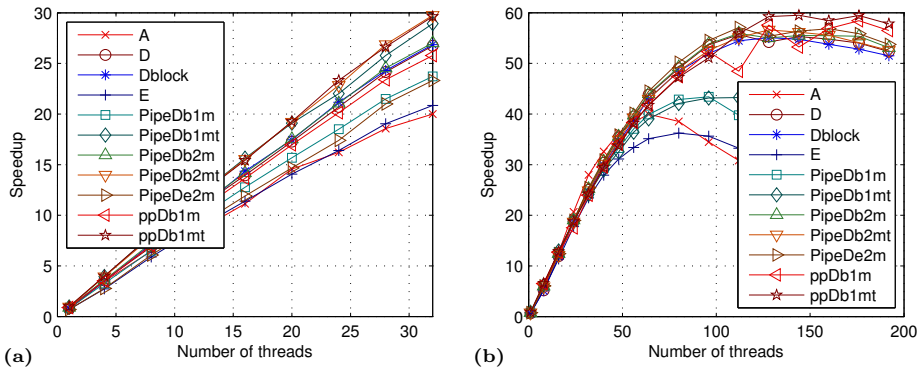 30
25
20
15
10
5
0
0 5 10 15 20 25 30
Speedup
Number of threads
A
D
Dblock
E
PipeDb1m
PipeDb1mt
PipeDb2m
PipeDb2mt
PipeDe2m
ppDb1m
ppDb1mt
(a)
60
50
40
30
20
10
0
0 50 100 150 200
Speedup
Number of threads
A
D
Dblock
E
PipeDb1m
PipeDb1mt
PipeDb2m
PipeDb2mt
PipeDe2m
ppDb1m
ppDb1mt
(b)